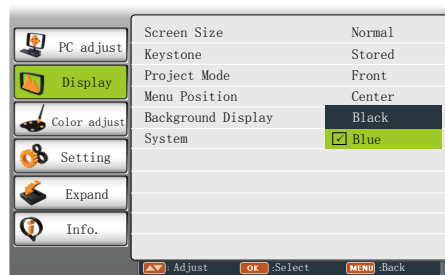 PC adjust
Display
Color adjust
Setting
Expand
Info.
Screen Size Normal
Keystone Stored
Project Mode Front
Menu Position Center
Background Display Black
System Blue
: Adjust OK :Select MENU :Back